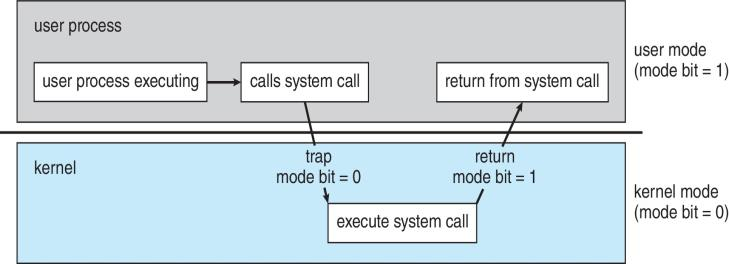 user process
user process executing
calls system call
return from system call
user mode
(mode bit = 1)
kernel
trap
mode bit = 0
return
mode bit = 1
execute system call
kernel mode
(mode bit = 0)